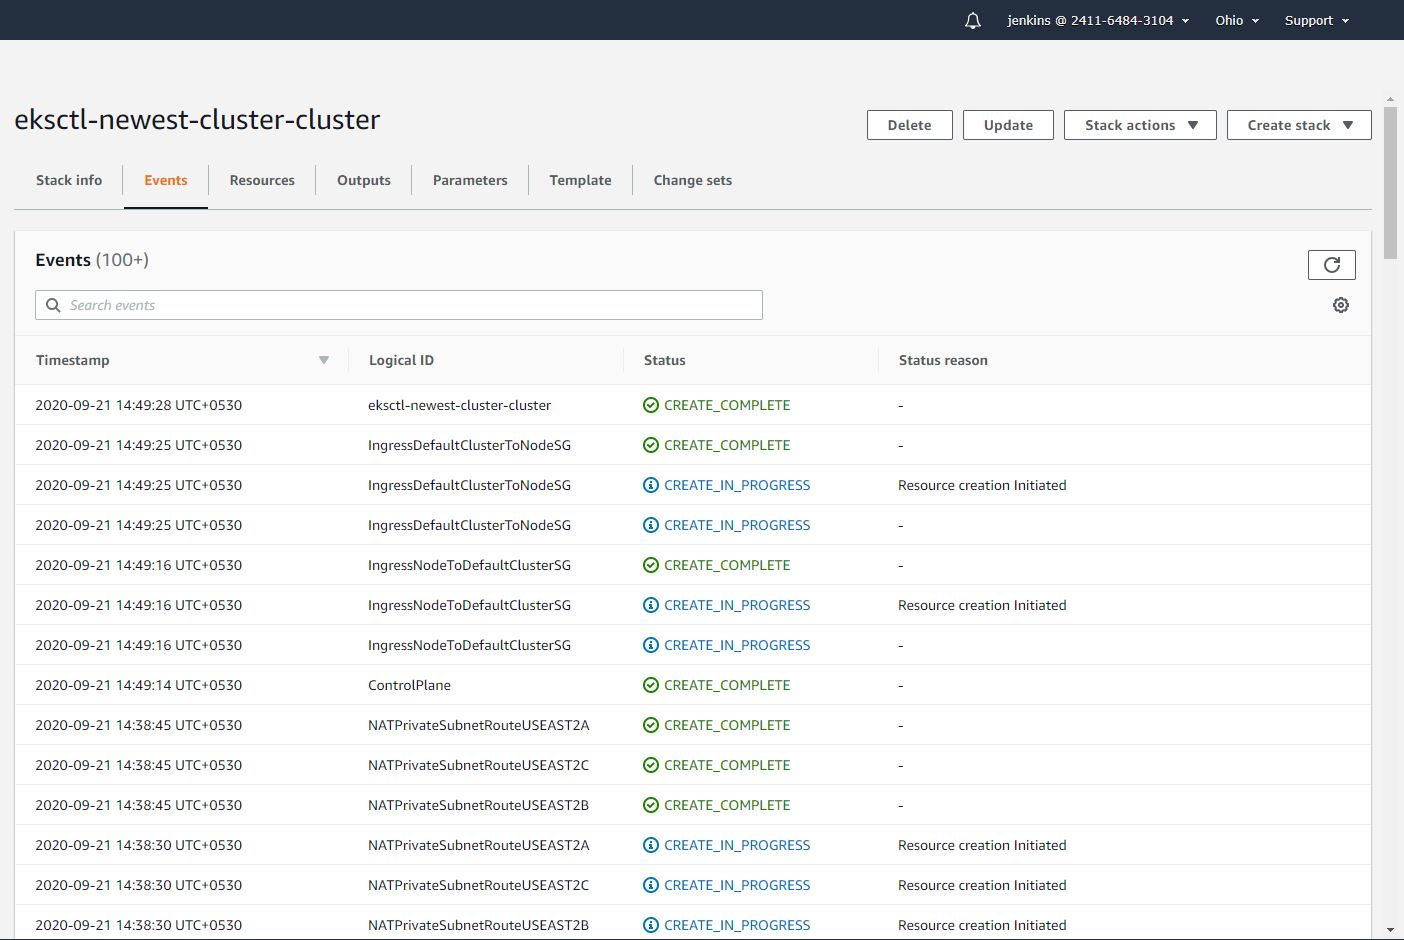 jenkins @ 2411-6484-3104 Ohio Support
eksctl-newest-cluster-cluster
Delete Update Stack actions Create stack
Stack info Events Resources Outputs Parameters Template Change sets
Events (100+)
Search events
Timestamp Logical ID Status Status reason
2020-09-21 14:49:28 UTC+0530 eksctl-newest-cluster-cluster CREATE_COMPLETE -
2020-09-21 14:49:25 UTC+0530 IngressDefaultClusterToNodeSG CREATE_COMPLETE -
2020-09-21 14:49:25 UTC+0530 IngressDefaultClusterToNodeSG CREATE_IN_PROGRESS Resource creation Initiated
2020-09-21 14:49:25 UTC+0530 IngressDefaultClusterToNodeSG CREATE_IN_PROGRESS -
2020-09-21 14:49:16 UTC+0530 IngressNodeToDefaultClusterSG CREATE_COMPLETE -
2020-09-21 14:49:16 UTC+0530 IngressNodeToDefaultClusterSG CREATE_IN_PROGRESS Resource creation Initiated
2020-09-21 14:49:16 UTC+0530 IngressNodeToDefaultClusterSG CREATE_IN_PROGRESS -
2020-09-21 14:49:14 UTC+0530 ControlPlane CREATE_COMPLETE -
2020-09-21 14:38:45 UTC+0530 NATPrivateSubnetRouteUSEAST2A CREATE_COMPLETE -
2020-09-21 14:38:45 UTC+0530 NATPrivateSubnetRouteUSEAST2C CREATE_COMPLETE -
2020-09-21 14:38:45 UTC+0530 NATPrivateSubnetRouteUSEAST2B CREATE_COMPLETE -
2020-09-21 14:38:30 UTC+0530 NATPrivateSubnetRouteUSEAST2A CREATE_IN_PROGRESS Resource creation Initiated
2020-09-21 14:38:30 UTC+0530 NATPrivateSubnetRouteUSEAST2C CREATE_IN_PROGRESS Resource creation Initiated
2020-09-21 14:38:30 UTC+0530 NATPrivateSubnetRouteUSEAST2B CREATE_IN_PROGRESS Resource creation Initiated